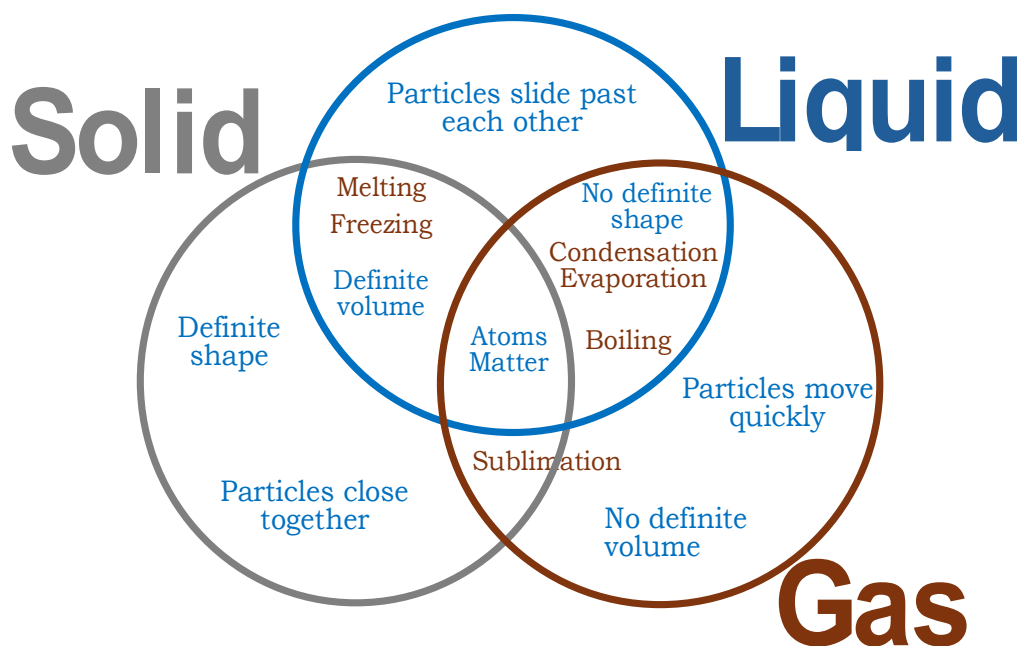 Solid
Liquid
Particles slide past
each other
Melting
Freezing
Definite
volume
No definite
shape
Condensation
Evaporation
Boiling
Atoms
Matter
Definite
shape
Particles close
together
Sublimation
Particles move
quickly
No definite
volume
Gas